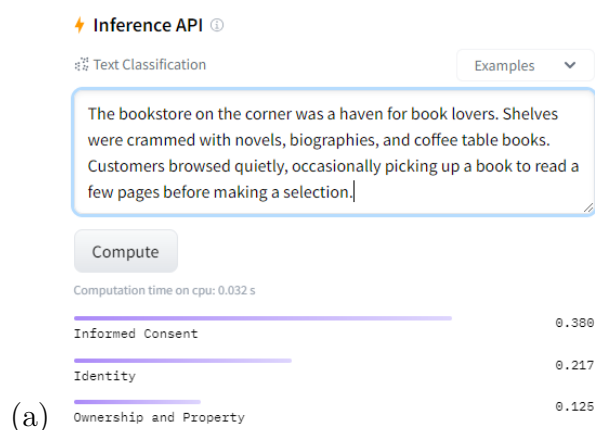 Inference API
Text Classification
Examples
The bookstore on the corner was a haven for book lovers. Shelves
were crammed with novels, biographies, and coffee table books.
Customers browsed quietly, occasionally picking up a book to read a
few pages before making a selection.
Compute
Computation time on cpu: 0.032 s
Informed Consent 0.380
Identity 0.217
(a) Ownership and Property 0.125